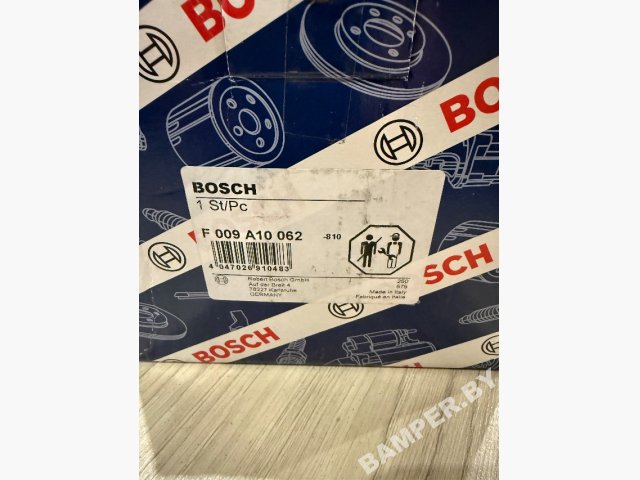 BOSCH
BOSCH
BO
BOSCH
1 St/Pc
F 009 A10 062
-810
4 047026 910483
Robert Bosch GmbH
Auf der Breit 4
76227 Karlsruhe
GERMANY
Made in Italy
Fabriqué en Italie
BOSCH
BAMPER.BY